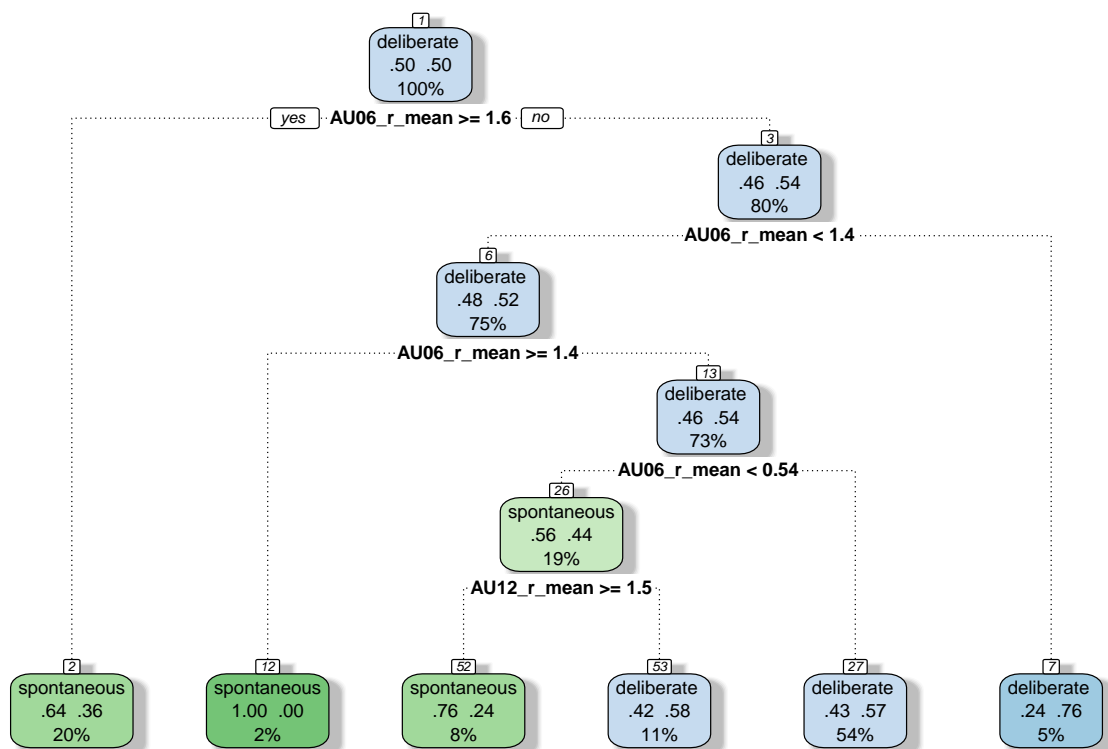 1
deliberate
.50 .50
100%
yes AU06_r_mean >= 1.6 no
3
deliberate
.46 .54
80%
AU06_r_mean < 1.4
6
deliberate
.48 .52
75%
AU06_r_mean >= 1.4
13
deliberate
.46 .54
73%
AU06_r_mean < 0.54
26
spontaneous
.56 .44
19%
AU12_r_mean >= 1.5
2
spontaneous
.64 .36
20%
12
spontaneous
1.00 .00
2%
52
spontaneous
.76 .24
8%
53
deliberate
.42 .58
11%
27
deliberate
.43 .57
54%
7
deliberate
.24 .76
5%